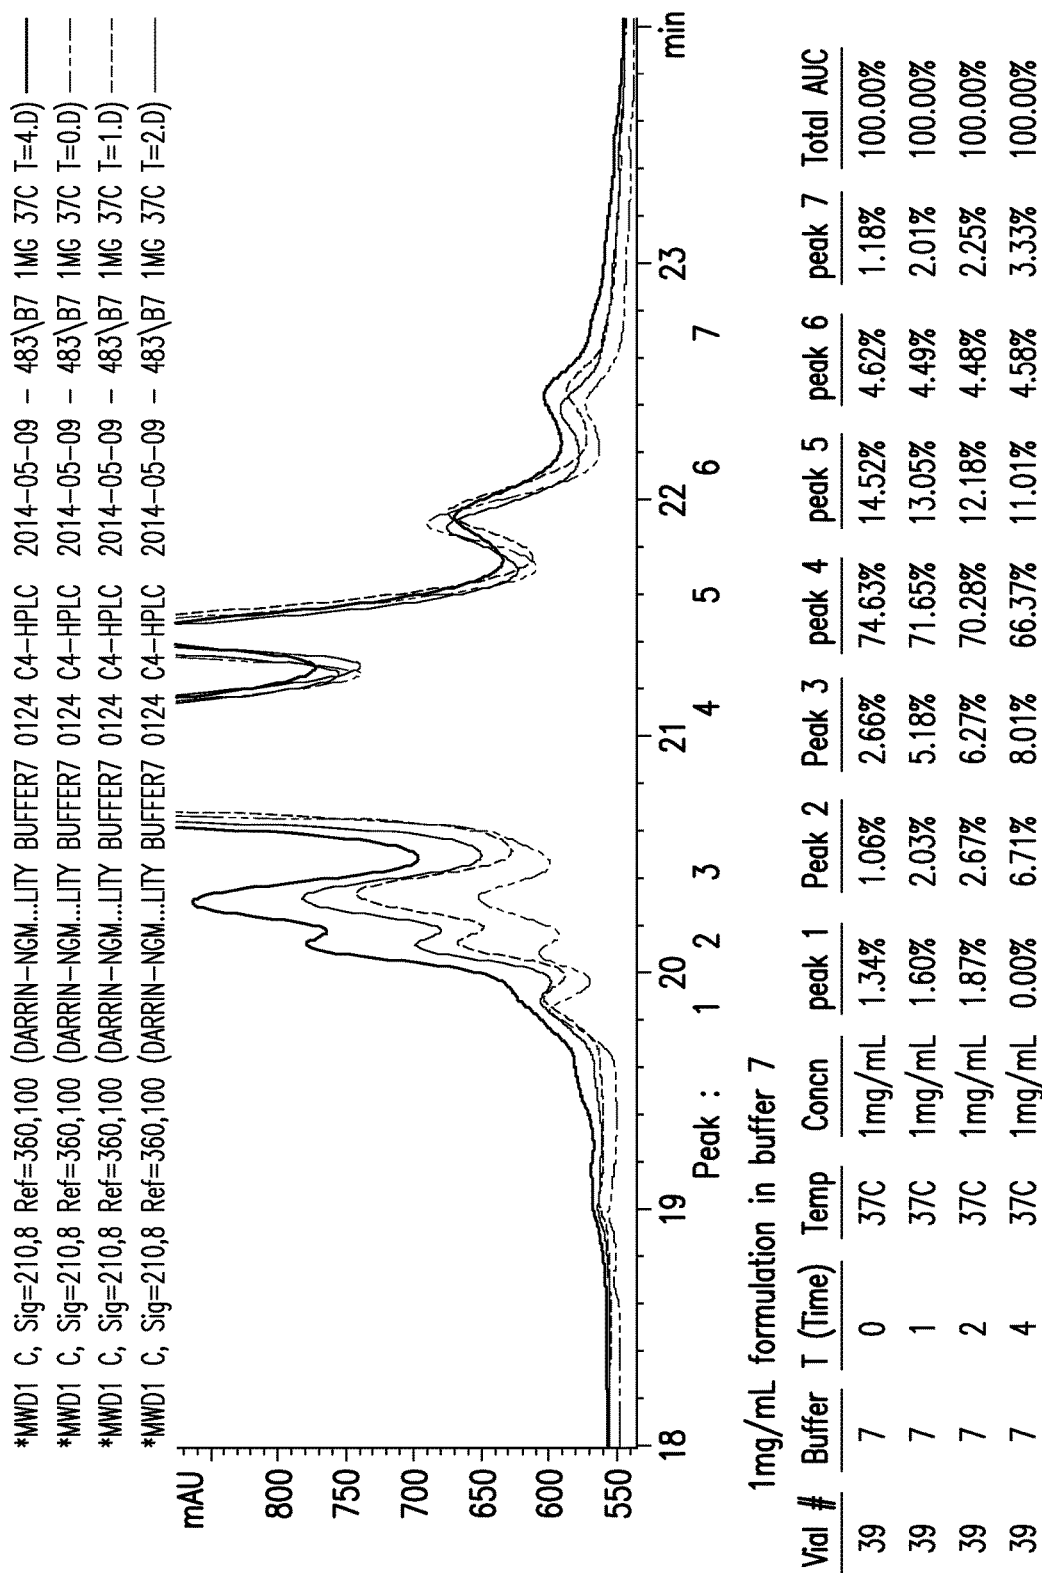 *MWD1 C, Sig=210,8 Ref=360,100 (DARRIN-NGM...LITY BUFFER7 0124 C4-HPLC 2014-05-09 - 483\B7 1MG 37C T=4.D)
*MWD1 C, Sig=210,8 Ref=360,100 (DARRIN-NGM...LITY BUFFER7 0124 C4-HPLC 2014-05-09 - 483\B7 1MG 37C T=0.D)
*MWD1 C, Sig=210,8 Ref=360,100 (DARRIN-NGM...LITY BUFFER7 0124 C4-HPLC 2014-05-09 - 483\B7 1MG 37C T=1.D)
*MWD1 C, Sig=210,8 Ref=360,100 (DARRIN-NGM...LITY BUFFER7 0124 C4-HPLC 2014-05-09 - 483\B7 1MG 37C T=2.D)
mAU
800
750
700
650
600
550
18 19 20 21 22 23 min
Peak : 1 2 3 4 5 6 7
1mg/mL formulation in buffer 7
Vial # Buffer T (Time) Temp Concn peak 1 Peak 2 Peak 3 peak 4 peak 5 peak 6 peak 7 Total AUC
39 7 0 37C 1mg/mL 1.34% 1.06% 2.66% 74.63% 14.52% 4.62% 1.18% 100.00%
39 7 1 37C 1mg/mL 1.60% 2.03% 5.18% 71.65% 13.05% 4.49% 2.01% 100.00%
39 7 2 37C 1mg/mL 1.87% 2.67% 6.27% 70.28% 12.18% 4.48% 2.25% 100.00%
39 7 4 37C 1mg/mL 0.00% 6.71% 8.01% 66.37% 11.01% 4.58% 3.33% 100.00%